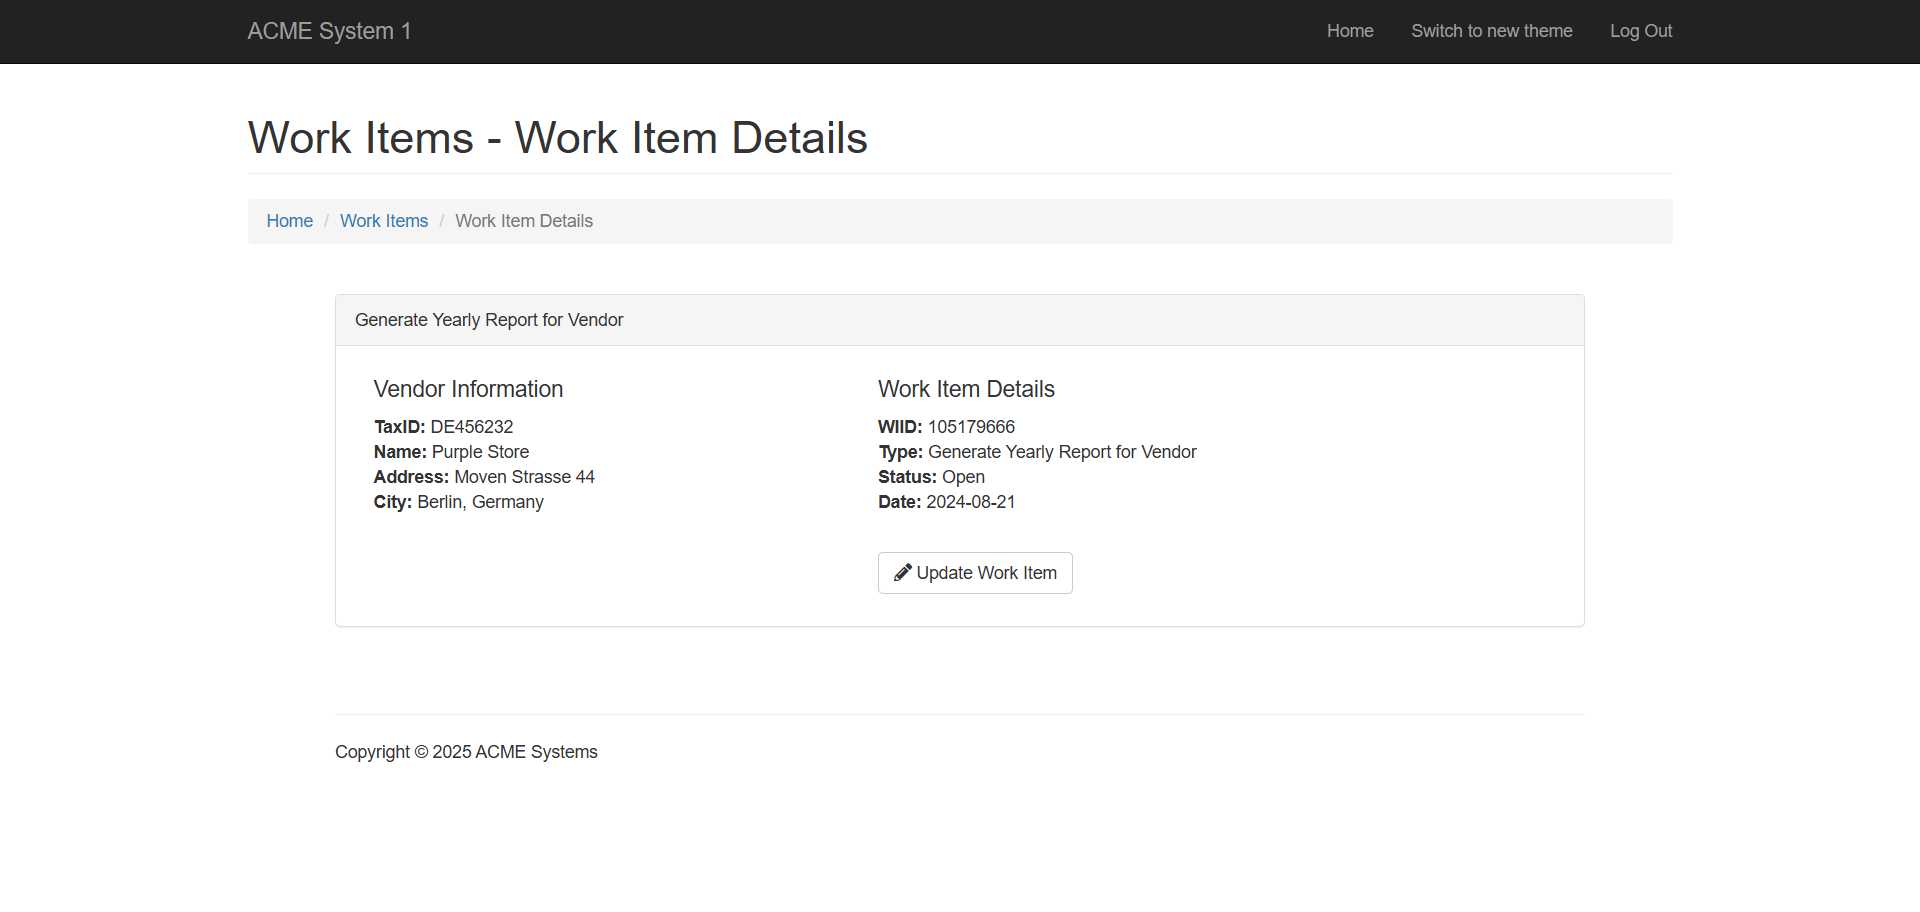 ACME System 1
Home
Switch to new theme
Log Out
Work Items - Work Item Details
Home / Work Items / Work Item Details
Generate Yearly Report for Vendor
Vendor Information
TaxID: DE456232
Name: Purple Store
Address: Moven Strasse 44
City: Berlin, Germany
Work Item Details
WIID: 105179666
Type: Generate Yearly Report for Vendor
Status: Open
Date: 2024-08-21
Update Work Item
Copyright © 2025 ACME Systems